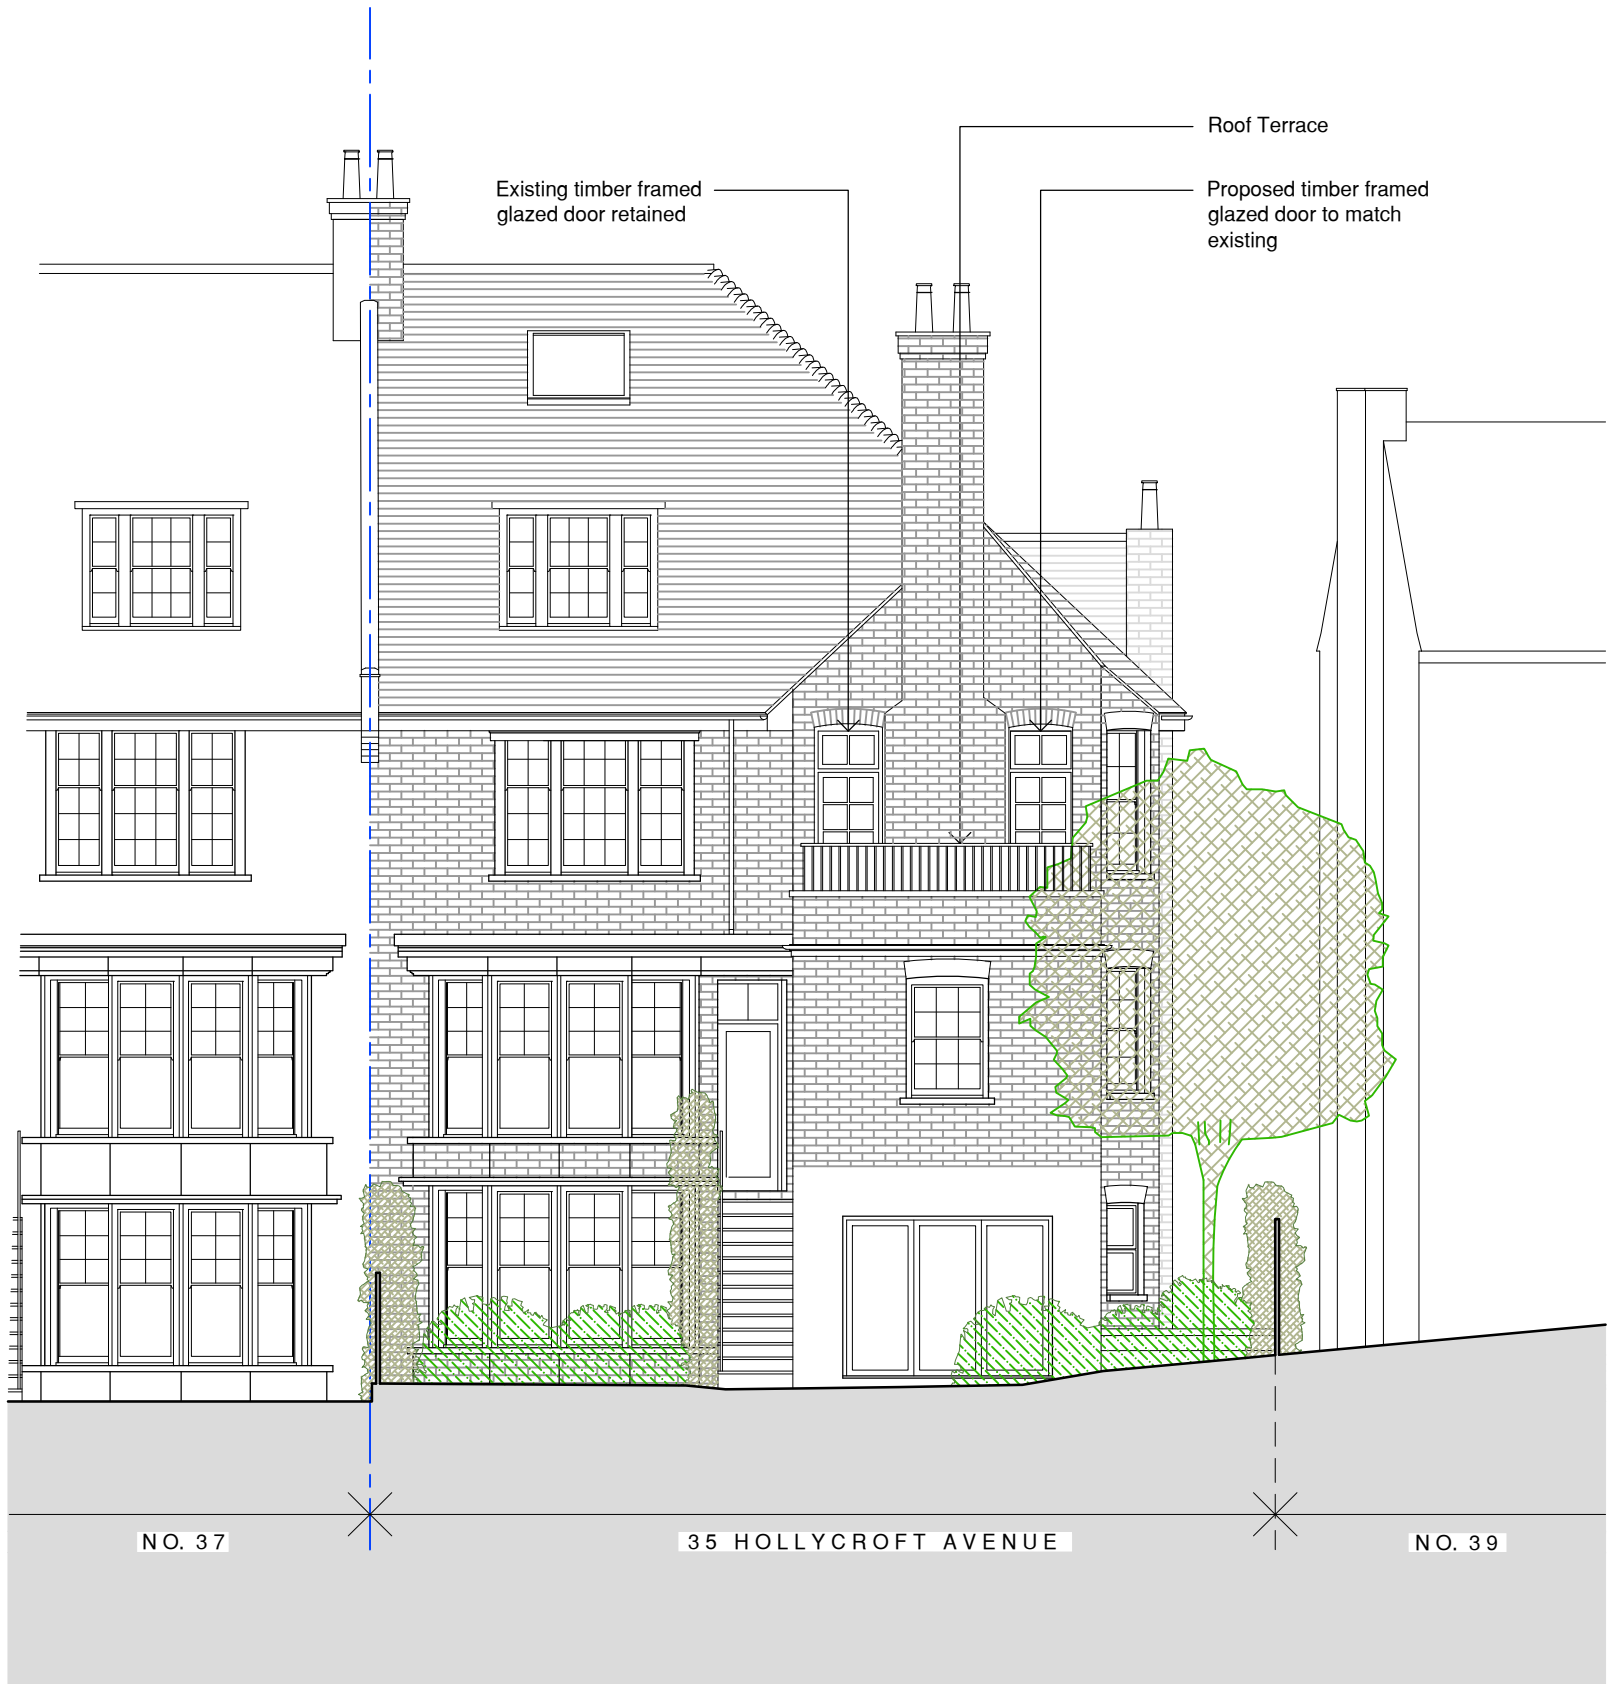 Roof Terrace
Existing timber framed
glazed door retained
Proposed timber framed
glazed door to match
existing
NO. 37
35 HOLLYCROFT AVENUE
NO. 39